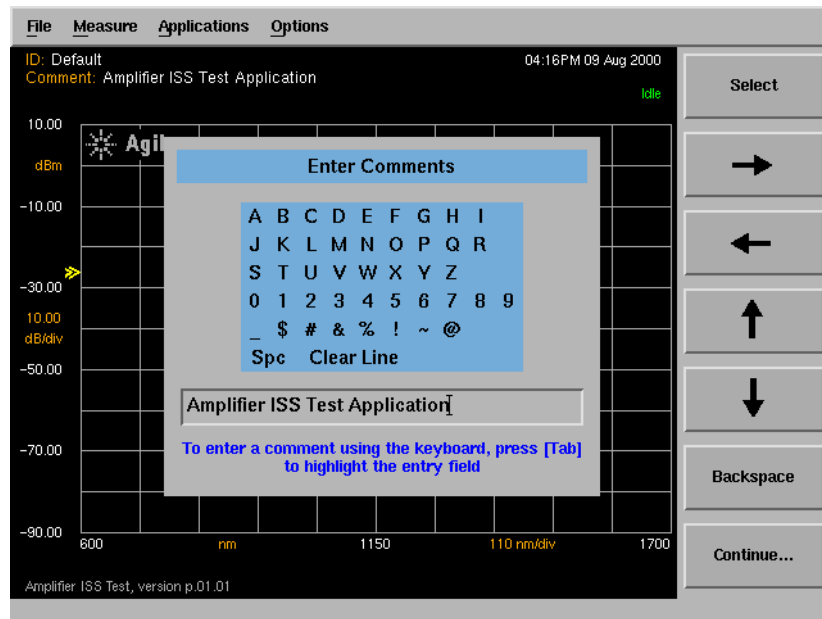 File Measure Applications Options
ID: Default
04:16PM 09 Aug 2000
Comment: Amplifier ISS Test Application
Idle
10.00
dBm
-10.00
-30.00
10.00
dB/div
-50.00
-70.00
-90.00
Agil
Enter Comments
A B C D E F G H I
J K L M N O P Q R
S T U V W X Y Z
0 1 2 3 4 5 6 7 8 9
_ $ # & % ! ~ @
Spc Clear Line
Amplifier ISS Test Application
To enter a comment using the keyboard, press [Tab]
to highlight the entry field
600 nm 1150 110 nm/div 1700
Amplifier ISS Test, version p.01.01
Select
Backspace
Continue...